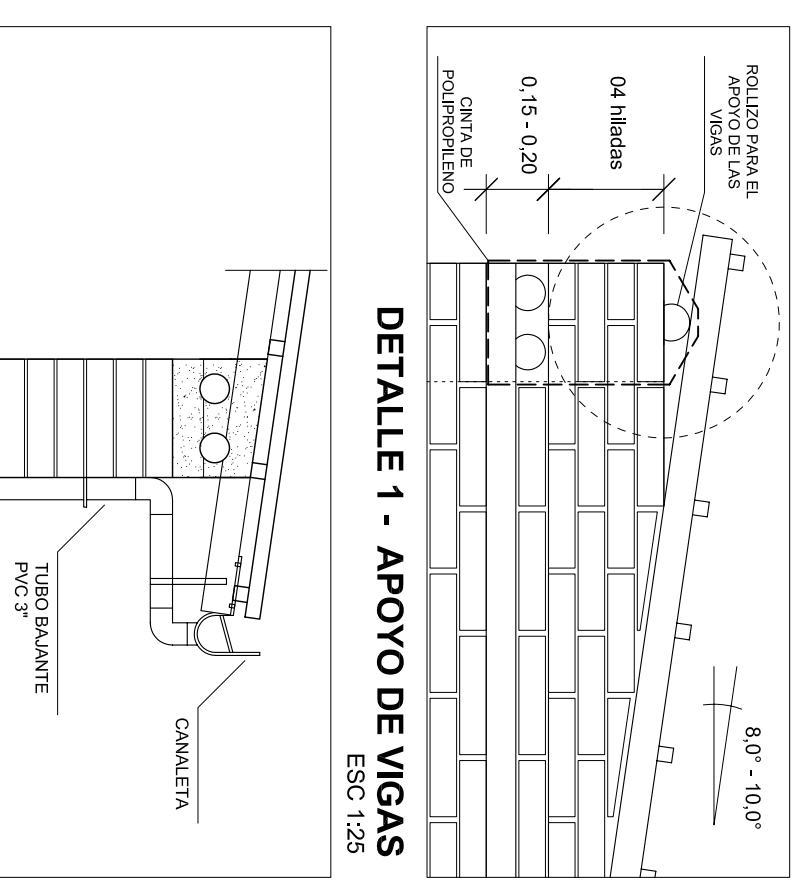 ROLLIZO PARA EL
APOYO DE LAS
VIGAS
04 hiladas
0,15 - 0,20
CINTA DE
POLIPROPILENO
8,0° - 10,0°
DETALLE 1 - APOYO DE VIGAS
ESC 1:25
TUBO BAJANTE
PVC 3"
CANALETA